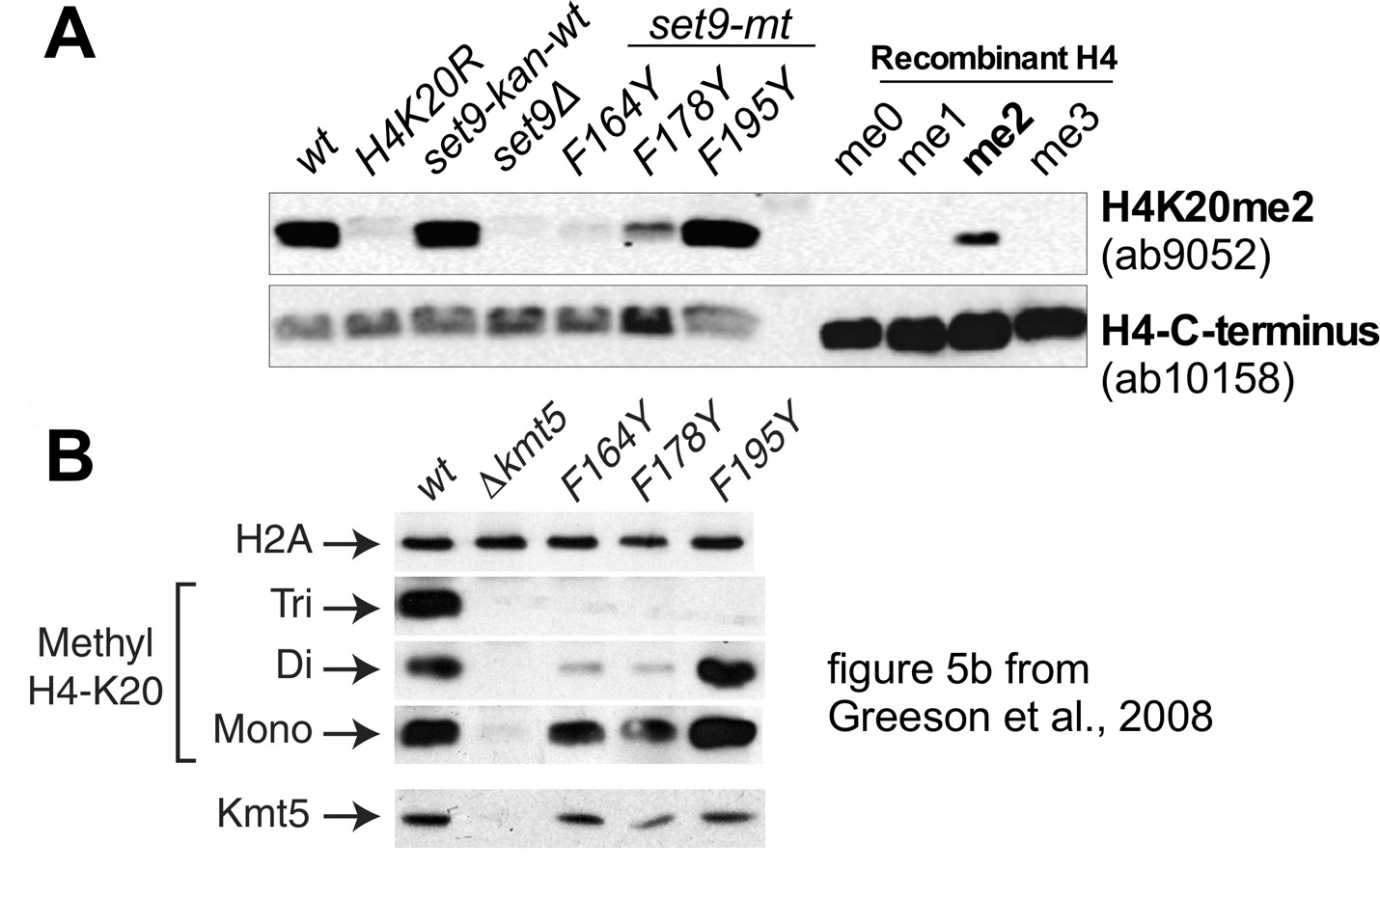 A
set9-mt
Recombinant H4
wt
H4K20R
set9-kan-wt
set9Δ
F164Y
F178Y
F195Y
me0
me1
me2
me3
H4K20me2
(ab9052)
H4-C-terminus
(ab10158)
B
wt
Δkmt5
F164Y
F178Y
F195Y
H2A
Tri
Methyl
H4-K20
Di
Mono
Kmt5
figure 5b from
Greeson et al., 2008